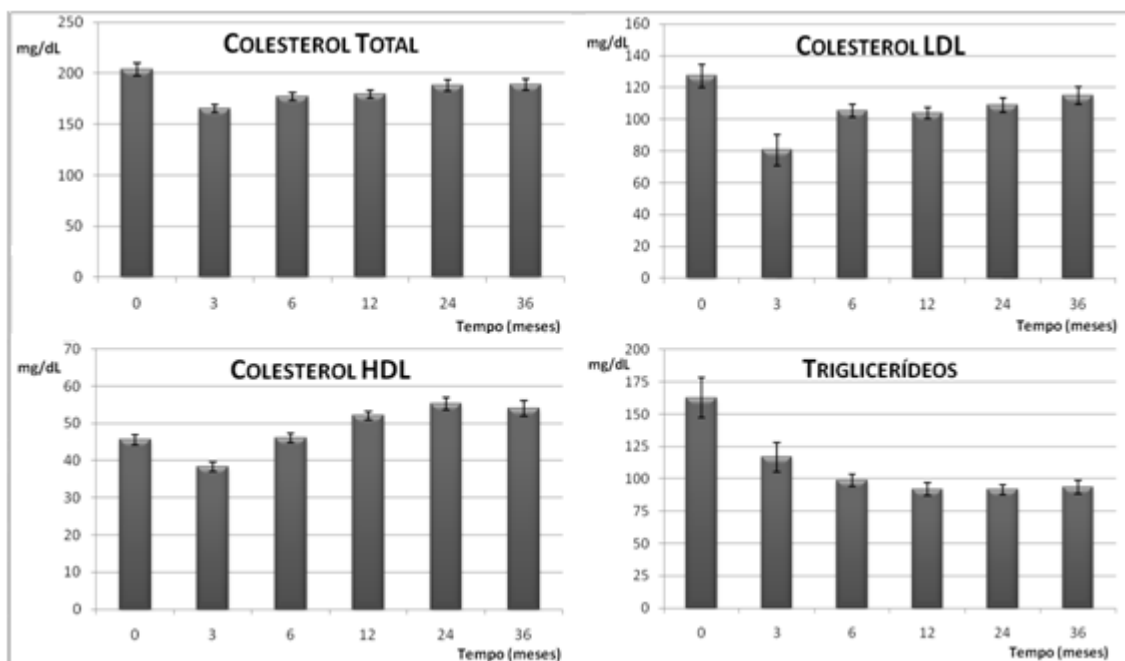 COLESTEROL TOTAL
mg/dL
250
200
150
100
50
0
0 3 6 12 24 36
Tempo (meses)
COLESTEROL LDL
mg/dL
160
140
120
100
80
60
40
20
0
0 3 6 12 24 36
Tempo (meses)
COLESTEROL HDL
mg/dL
70
60
50
40
30
20
10
0
0 3 6 12 24 36
Tempo (meses)
TRIGLICERÍDEOS
mg/dL
200
175
150
125
100
75
50
25
0
0 3 6 12 24 36
Tempo (meses)